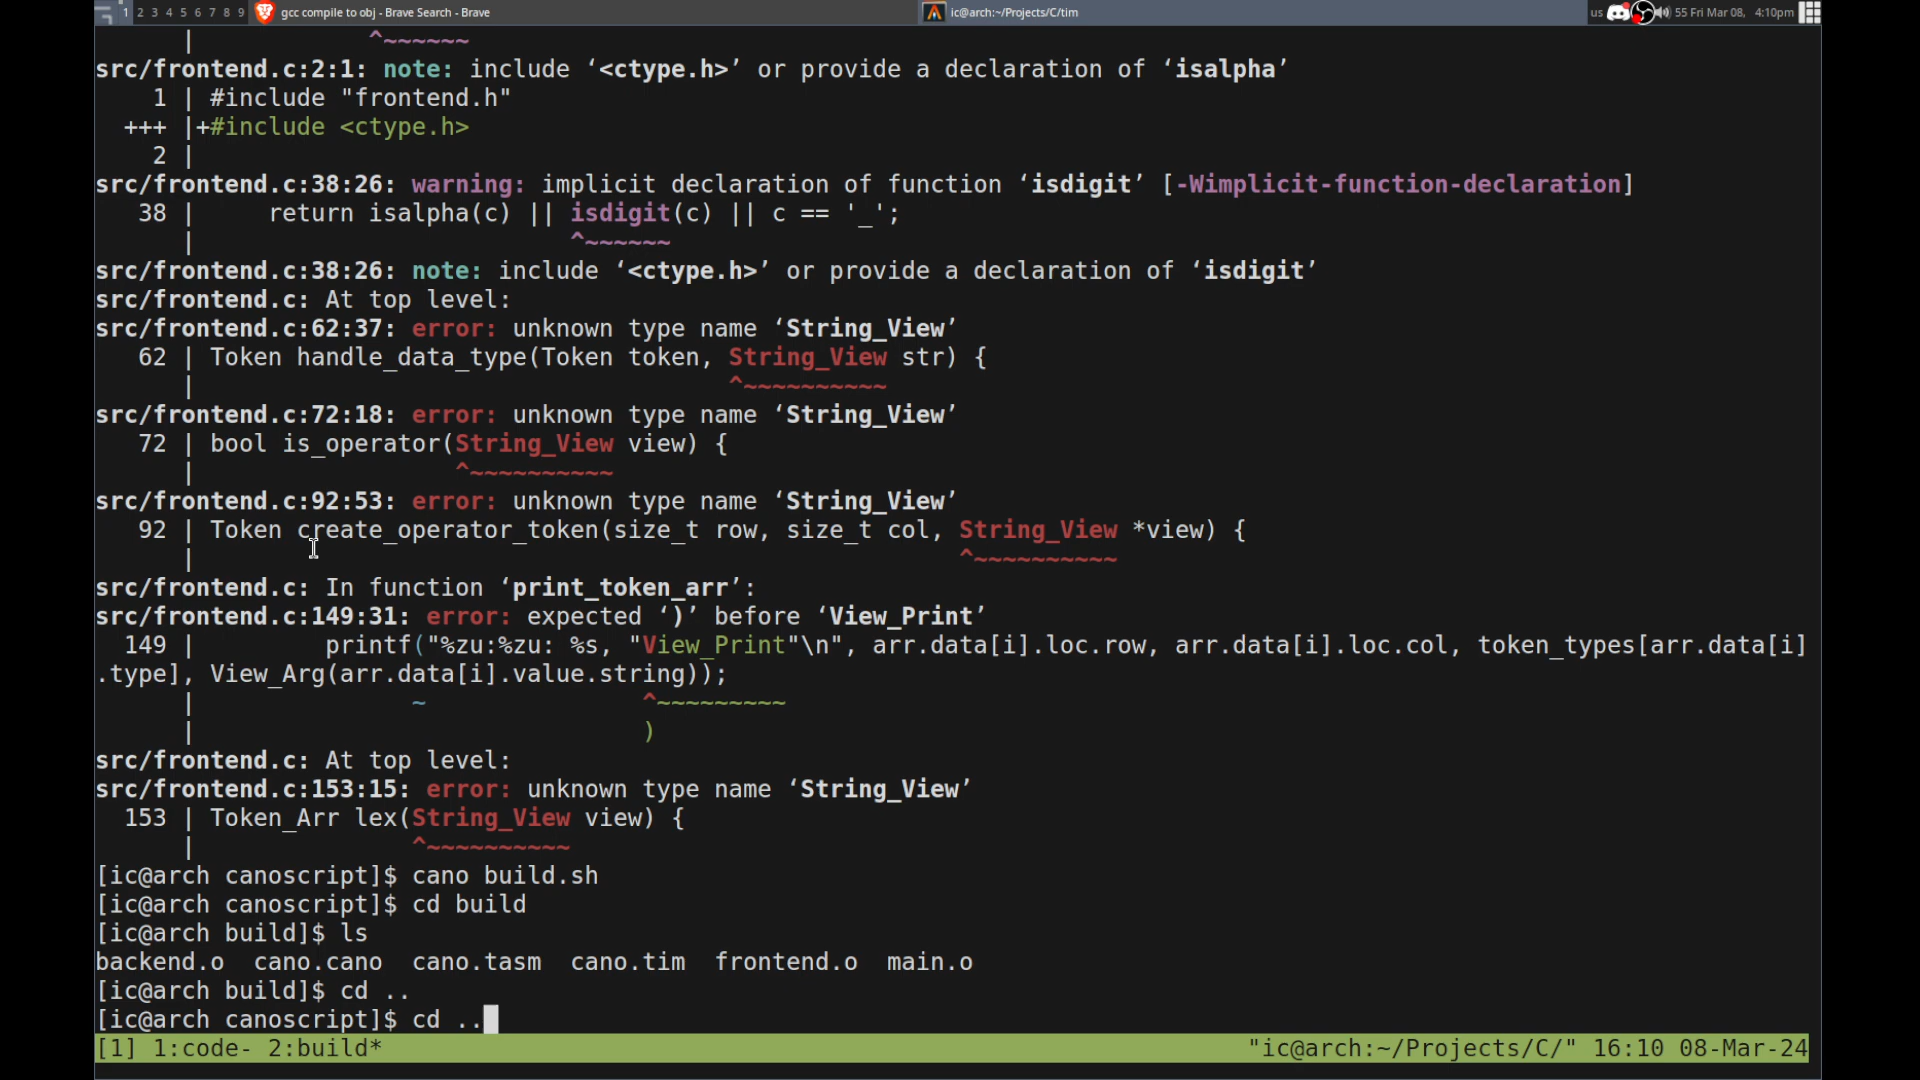 1 2 3 4 5 6 7 8 9 gcc compile to obj - Brave Search - Brave ic@arch:~/Projects/C/tim us 55 Fri Mar 08, 4:10pm
| ^~~~~~~
src/frontend.c:2:1: note: include ‘<ctype.h>’ or provide a declaration of ‘isalpha’
1 | #include "frontend.h"
+++ |+#include <ctype.h>
2 |
src/frontend.c:38:26: warning: implicit declaration of function ‘isdigit’ [-Wimplicit-function-declaration]
38 | return isalpha(c) || isdigit(c) || c == '_';
| ^~~~~~~
src/frontend.c:38:26: note: include ‘<ctype.h>’ or provide a declaration of ‘isdigit’
src/frontend.c: At top level:
src/frontend.c:62:37: error: unknown type name ‘String_View’
62 | Token handle_data_type(Token token, String_View str) {
| ^~~~~~~~~~~
src/frontend.c:72:18: error: unknown type name ‘String_View’
72 | bool is_operator(String_View view) {
| ^~~~~~~~~~~
src/frontend.c:92:53: error: unknown type name ‘String_View’
92 | Token create_operator_token(size_t row, size_t col, String_View *view) {
| ^~~~~~~~~~~
src/frontend.c: In function ‘print_token_arr’:
src/frontend.c:149:31: error: expected ‘)’ before ‘View_Print’
149 | printf("%zu:%zu: %s, "View_Print"\n", arr.data[i].loc.row, arr.data[i].loc.col, token_types[arr.data[i]
.type], View_Arg(arr.data[i].value.string));
| ~ ^~~~~~~~~~
| )
src/frontend.c: At top level:
src/frontend.c:153:15: error: unknown type name ‘String_View’
153 | Token_Arr lex(String_View view) {
| ^~~~~~~~~~~
[ic@arch canoscript]$ cano build.sh
[ic@arch canoscript]$ cd build
[ic@arch build]$ ls
backend.o cano.cano cano.tasm cano.tim frontend.o main.o
[ic@arch build]$ cd ..
[ic@arch canoscript]$ cd ..
[1] 1:code- 2:build* "ic@arch:~/Projects/C/" 16:10 08-Mar-24